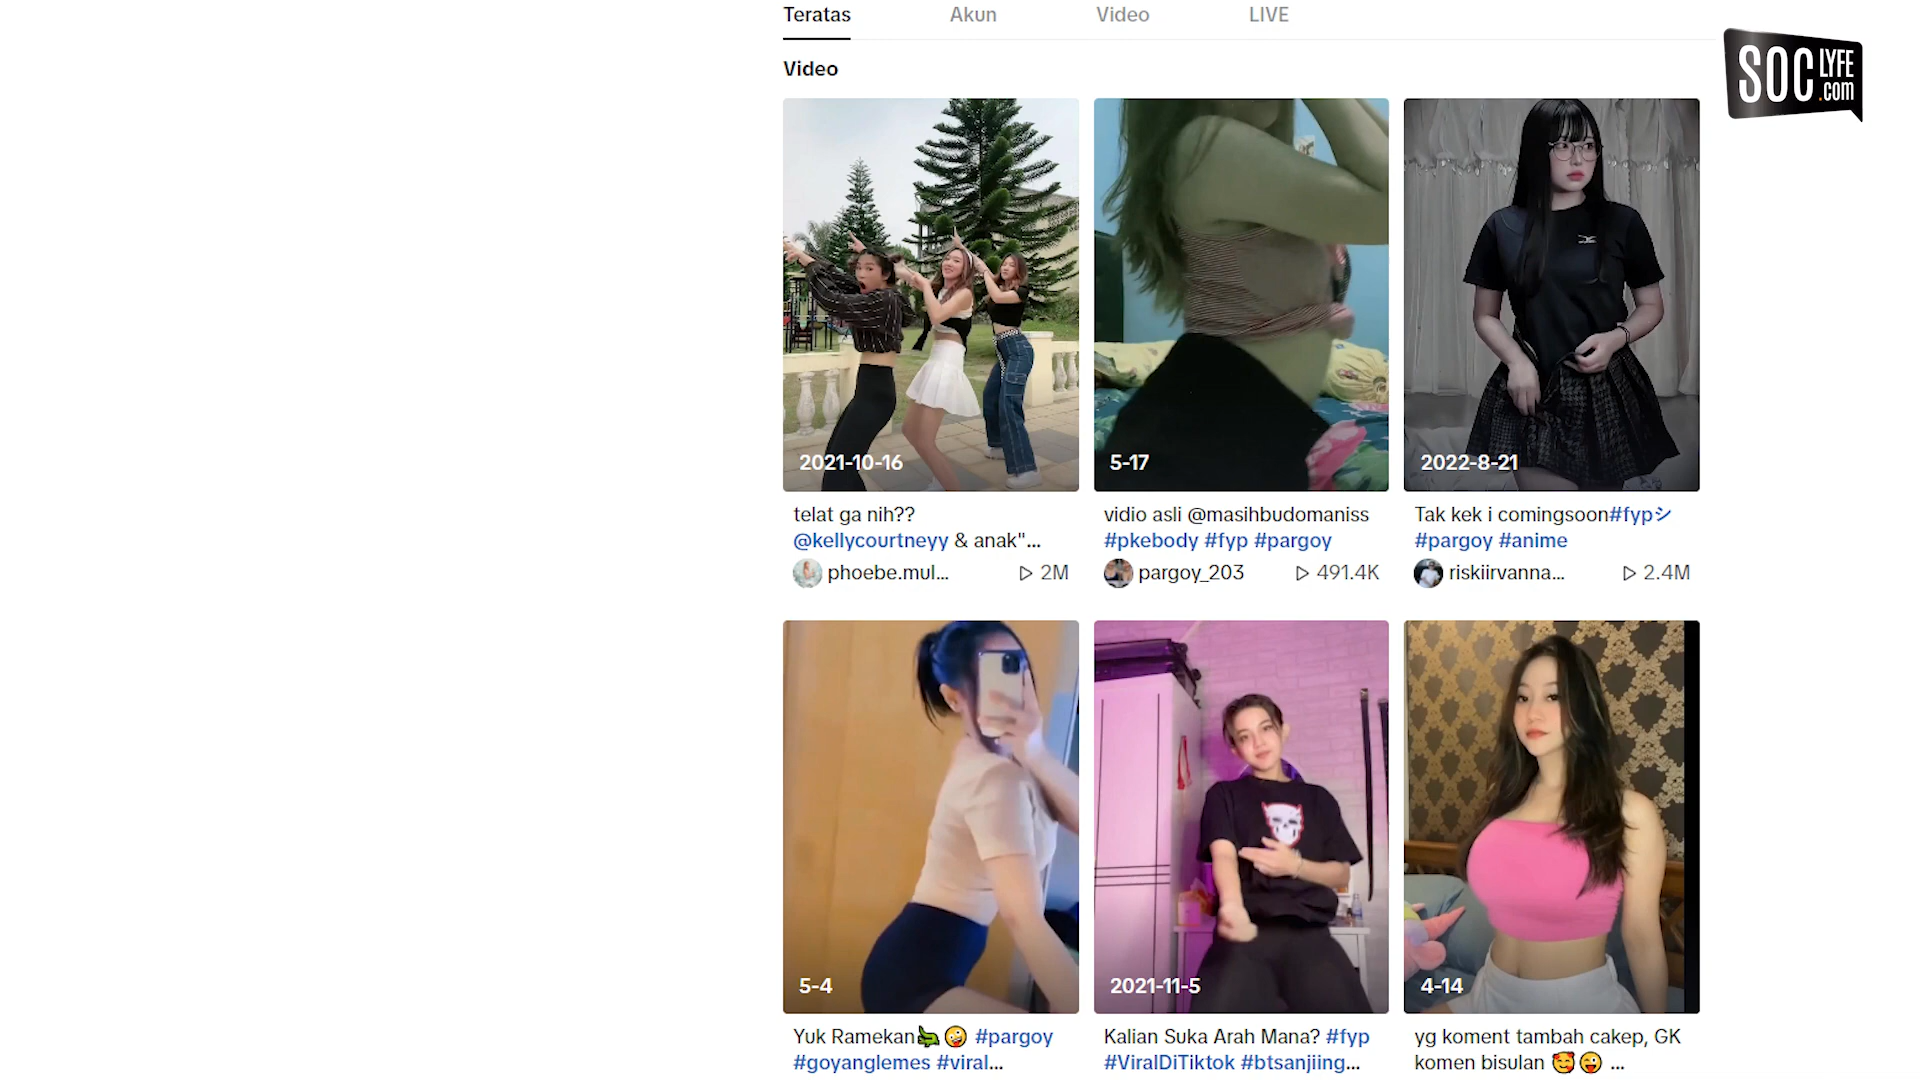 Teratas
Akun
Video
LIVE
SOC LYFE .com
Video
2021-10-16
5-17
2022-8-21
telat ga nih??
@kellycourtneyy & anak"...
phoebe.mul...
2M
vidio asli @masihbudomaniss
#pkebody #fyp #pargoy
pargoy_203
491.4K
Tak kek i comingsoon#fypシ
#pargoy #anime
riskiirvanna...
2.4M
5-4
2021-11-5
4-14
Yuk Ramekan🐛🤪 #pargoy
#goyanglemes #viral...
Kalian Suka Arah Mana? #fyp
#ViralDiTiktok #btsanjiing...
yg koment tambah cakep, GK
komen bisulan 🥰😜 ...